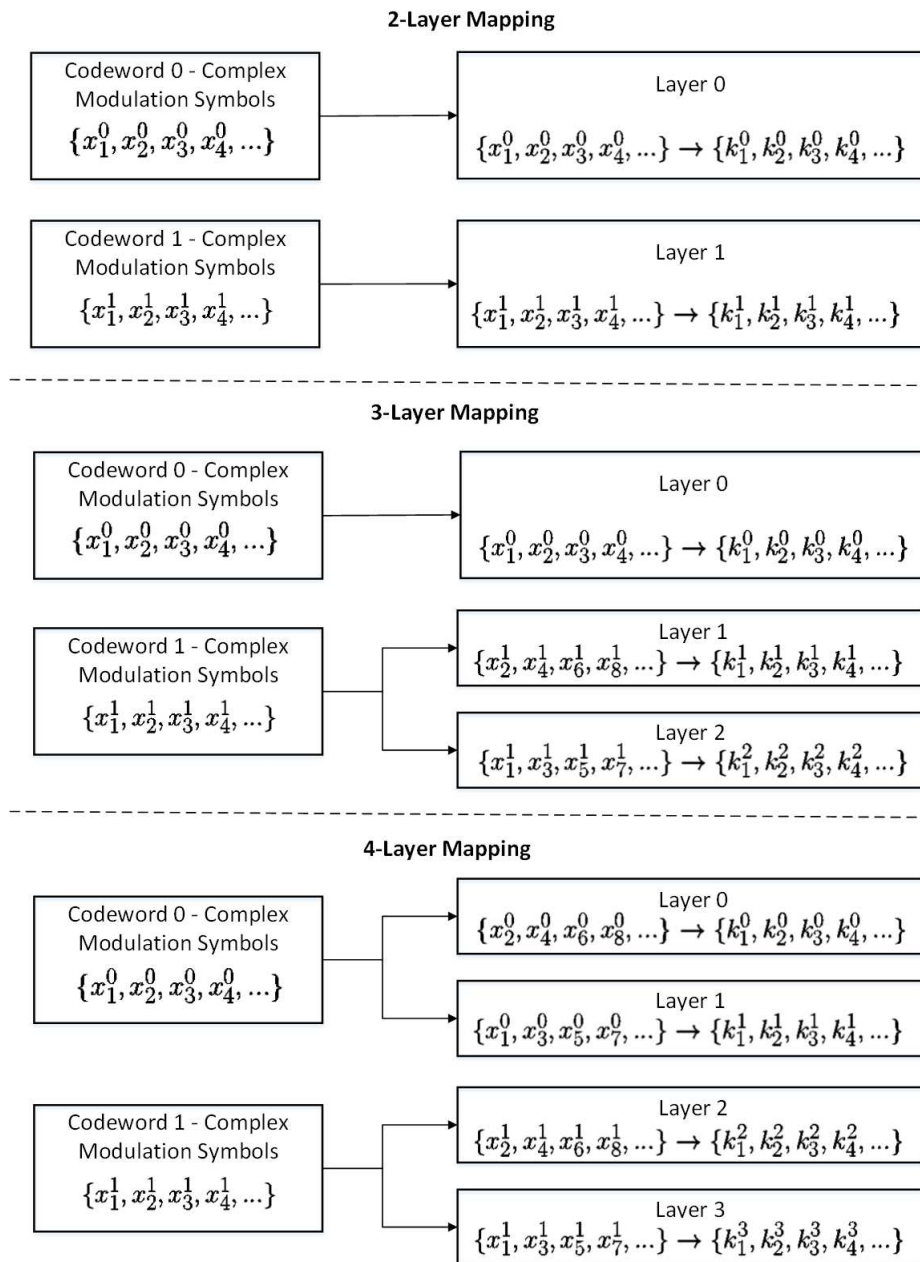 2-Layer Mapping
Codeword 0 - Complex
Modulation Symbols
{x_1^0, x_2^0, x_3^0, x_4^0, ...}
Layer 0
{x_1^0, x_2^0, x_3^0, x_4^0, ...} → {k_1^0, k_2^0, k_3^0, k_4^0, ...}
Codeword 1 - Complex
Modulation Symbols
{x_1^1, x_2^1, x_3^1, x_4^1, ...}
Layer 1
{x_1^1, x_2^1, x_3^1, x_4^1, ...} → {k_1^1, k_2^1, k_3^1, k_4^1, ...}
3-Layer Mapping
Codeword 0 - Complex
Modulation Symbols
{x_1^0, x_2^0, x_3^0, x_4^0, ...}
Layer 0
{x_1^0, x_2^0, x_3^0, x_4^0, ...} → {k_1^0, k_2^0, k_3^0, k_4^0, ...}
Codeword 1 - Complex
Modulation Symbols
{x_1^1, x_2^1, x_3^1, x_4^1, ...}
Layer 1
{x_2^1, x_4^1, x_6^1, x_8^1, ...} → {k_1^1, k_2^1, k_3^1, k_4^1, ...}
Layer 2
{x_1^1, x_3^1, x_5^1, x_7^1, ...} → {k_1^2, k_2^2, k_3^2, k_4^2, ...}
4-Layer Mapping
Codeword 0 - Complex
Modulation Symbols
{x_1^0, x_2^0, x_3^0, x_4^0, ...}
Layer 0
{x_2^0, x_4^0, x_6^0, x_8^0, ...} → {k_1^0, k_2^0, k_3^0, k_4^0, ...}
Layer 1
{x_1^0, x_3^0, x_5^0, x_7^0, ...} → {k_1^1, k_2^1, k_3^1, k_4^1, ...}
Codeword 1 - Complex
Modulation Symbols
{x_1^1, x_2^1, x_3^1, x_4^1, ...}
Layer 2
{x_2^1, x_4^1, x_6^1, x_8^1, ...} → {k_1^2, k_2^2, k_3^2, k_4^2, ...}
Layer 3
{x_1^1, x_3^1, x_5^1, x_7^1, ...} → {k_1^3, k_2^3, k_3^3, k_4^3, ...}